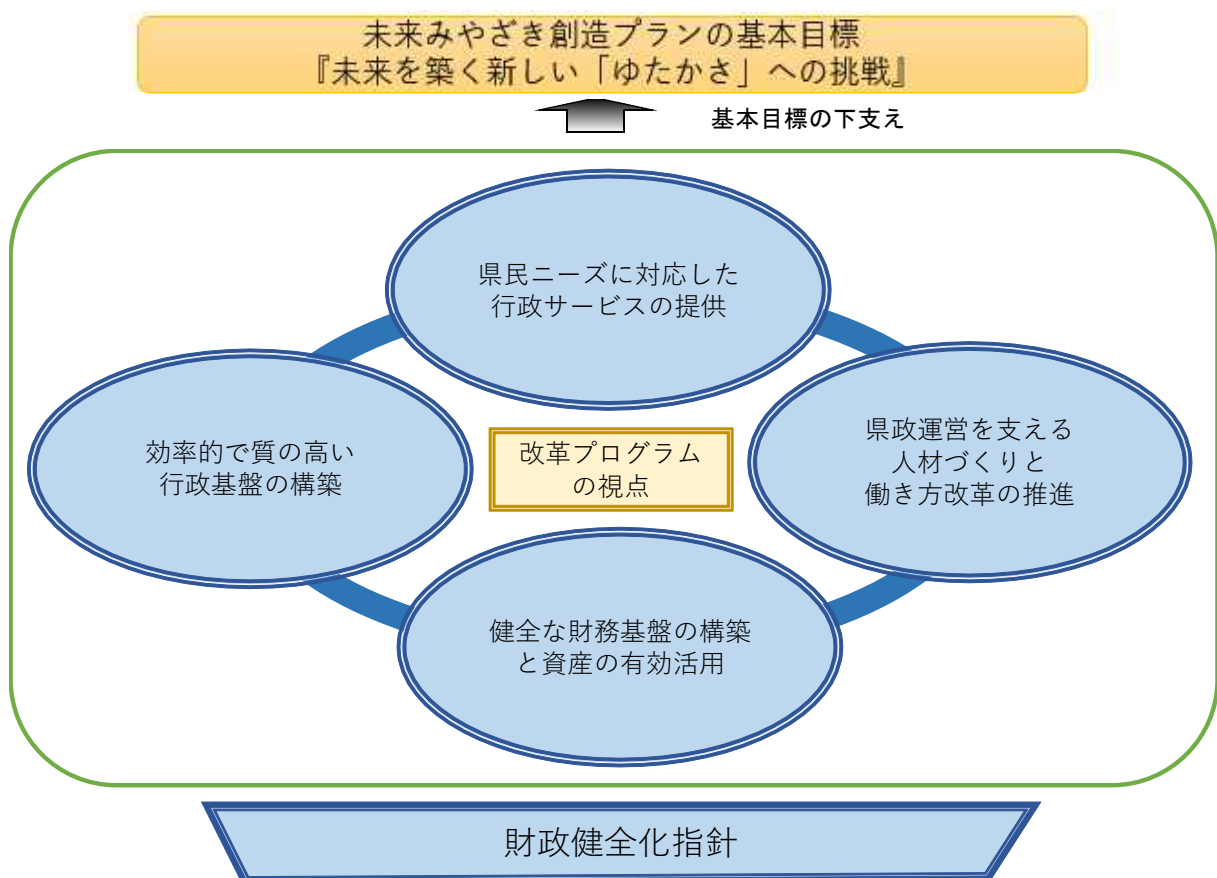 未来みやざき創造プランの基本目標
『未来を築く新しい「ゆたかさ」への挑戦』
基本目標の下支え
県民ニーズに対応した
行政サービスの提供
効率的で質の高い
行政基盤の構築
改革プログラム
の視点
県政運営を支える
人材づくりと
働き方改革の推進
健全な財務基盤の構築
と資産の有効活用
財政健全化指針